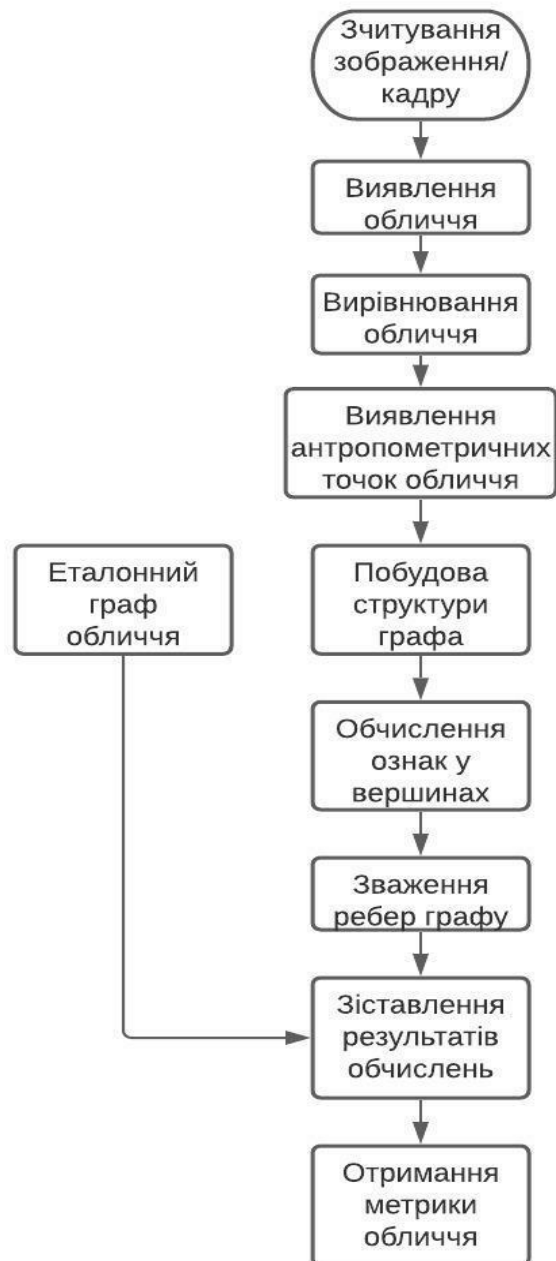 Зчитування
зображення/
кадру
Виявлення
обличчя
Вирівнювання
обличчя
Виявлення
антропометричних
точок обличчя
Еталонний
граф
обличчя
Побудова
структури
графа
Обчислення
ознак у
вершинах
Зваження
ребер графу
Зіставлення
результатів
обчислень
Отримання
метрики
обличчя